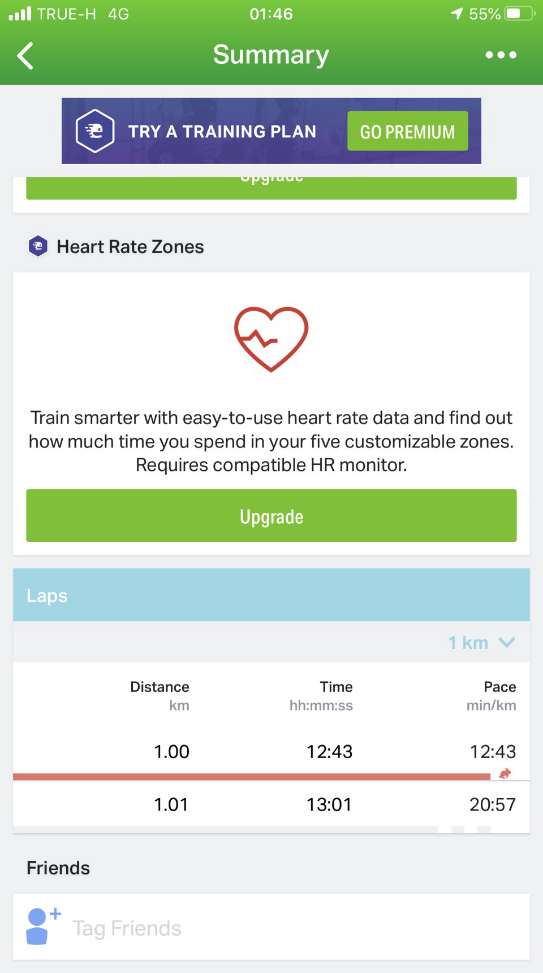 TRUE-H 4G 01:46 55%
Summary
TRY A TRAINING PLAN GO PREMIUM
Upgrade
Heart Rate Zones
Train smarter with easy-to-use heart rate data and find out
how much time you spend in your five customizable zones.
Requires compatible HR monitor.
Upgrade
Laps
1 km
Distance Time Pace
km hh:mm:ss min/km
1.00 12:43 12:43
1.01 13:01 20:57
Friends
Tag Friends